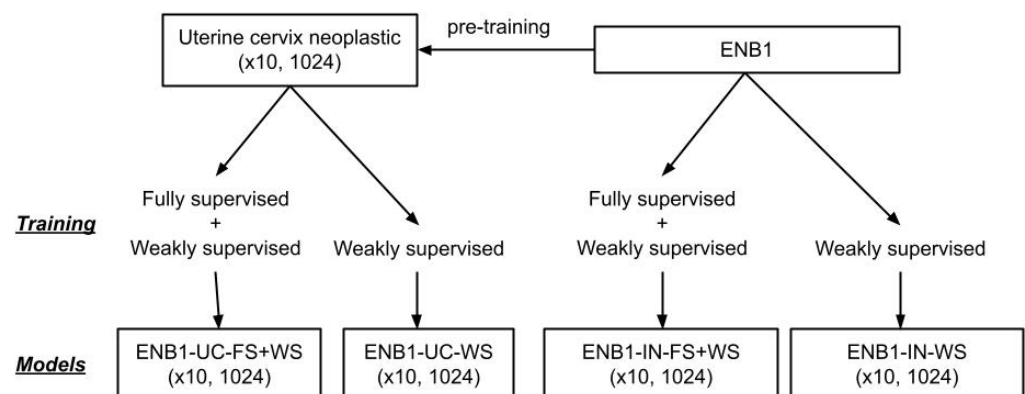 Uterine cervix neoplastic
(x10, 1024)
pre-training
ENB1
Training
Fully supervised
+
Weakly supervised
Weakly supervised
Fully supervised
+
Weakly supervised
Weakly supervised
Models
ENB1-UC-FS+WS
(x10, 1024)
ENB1-UC-WS
(x10, 1024)
ENB1-IN-FS+WS
(x10, 1024)
ENB1-IN-WS
(x10, 1024)